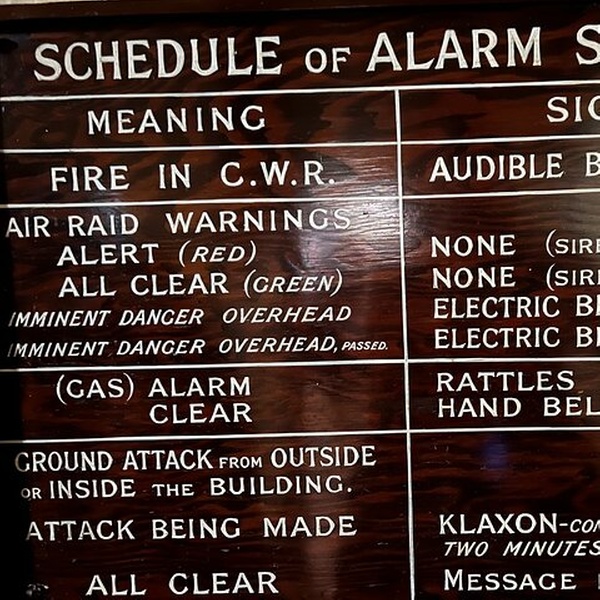 SCHEDULE OF ALARM
MEANING
FIRE IN C.W.R. AUDIBLE
AIR RAID WARNINGS
ALERT (RED) NONE
ALL CLEAR (GREEN) NONE
IMMINENT DANGER OVERHEAD ELECTRIC
IMMINENT DANGER OVERHEAD, PASSED. ELECTRIC
(GAS) ALARM RATTLES
CLEAR HAND
GROUND ATTACK FROM OUTSIDE
OR INSIDE THE BUILDING.
ATTACK BEING MADE KLAXON-
TWO MINUTES
ALL CLEAR MESSAGE